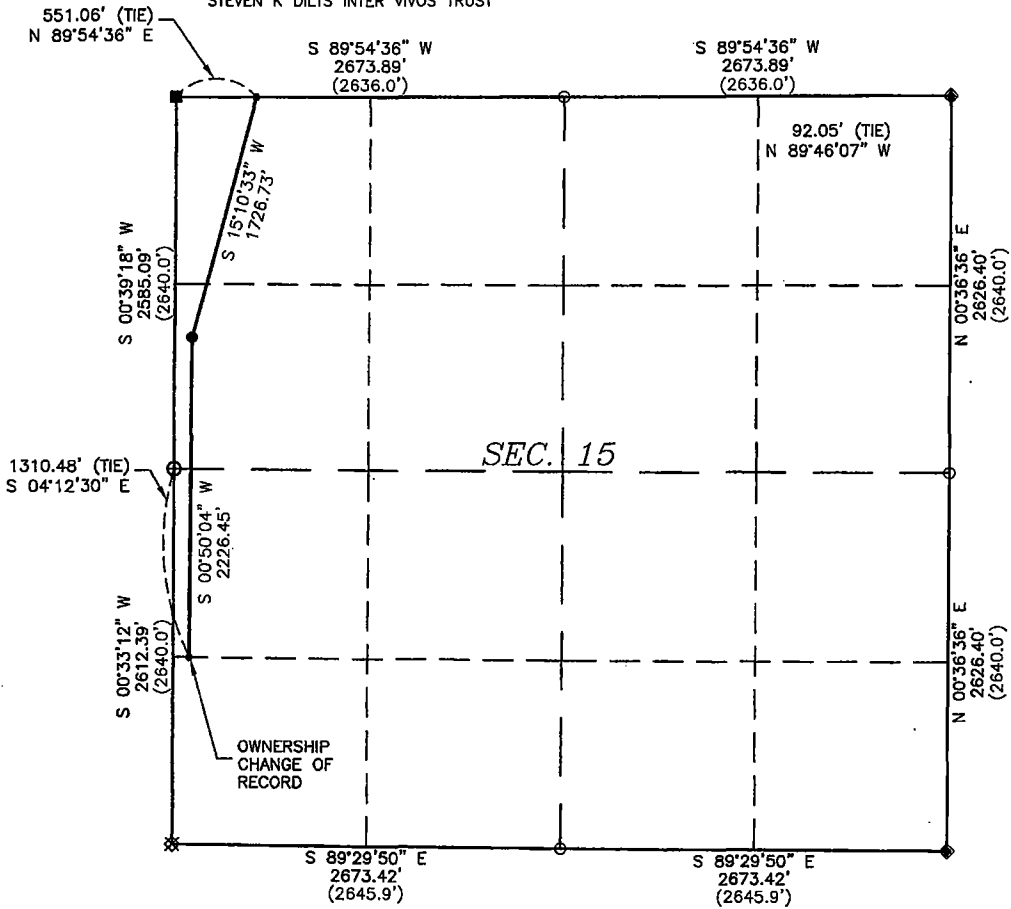 STEVEN K DILTS INTER VIVOS TRUST
551.06' (TIE)
N 89°54'36" E
S 89°54'36" W
2673.89'
(2636.0')
S 89°54'36" W
2673.89'
(2636.0')
92.05' (TIE)
N 89°46'07" W
S 15°10'33" W
1726.73'
S 00°39'18" W
2585.09'
(2640.0')
N 00°36'36" E
2626.40'
(2640.0')
SEC. 15
1310.48' (TIE)
S 04°12'30" E
S 00°50'04" W
2226.45'
S 00°33'12" W
2612.39'
(2640.0')
N 00°36'36" E
2626.40'
(2640.0')
OWNERSHIP
CHANGE OF
RECORD
S 89°29'50" E
2673.42'
(2645.9')
S 89°29'50" E
2673.42'
(2645.9')